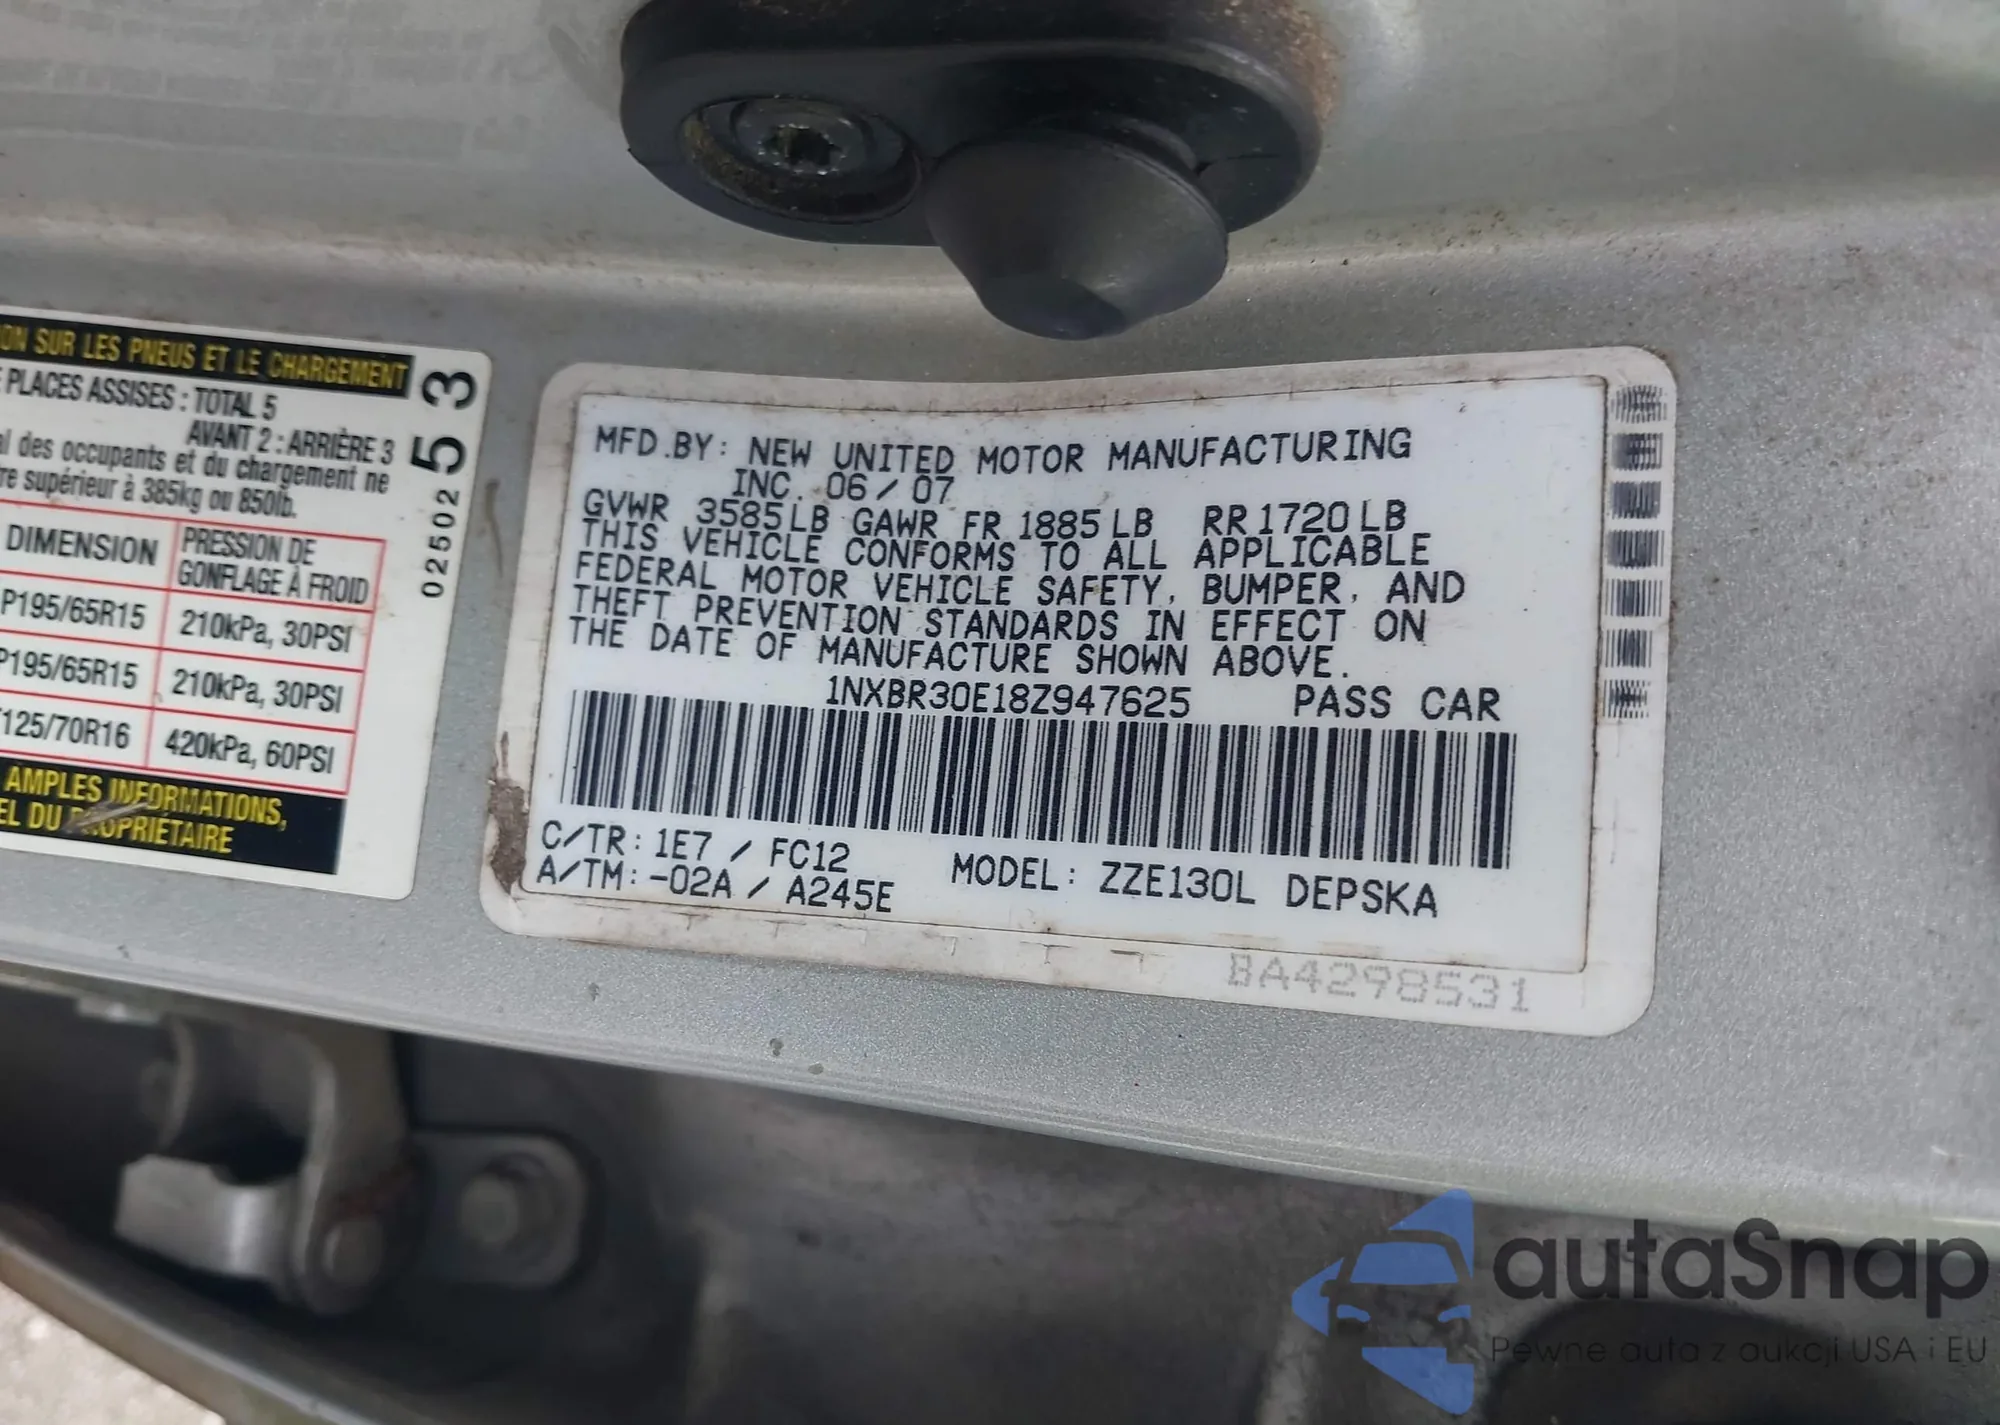 ON SUR LES PNEUS ET LE CHARGEMENT
PLACES ASSISES : TOTAL 5
AVANT 2 : ARRIÈRE 3
al des occupants et du chargement ne
re supérieur à 385kg ou 850lb.
DIMENSION PRESSION DE GONFLAGE À FROID
P195/65R15 210kPa, 30PSI
P195/65R15 210kPa, 30PSI
T125/70R16 420kPa, 60PSI
AMPLES INFORMATIONS,
EL DU PROPRIÉTAIRE
02502 53
MFD.BY: NEW UNITED MOTOR MANUFACTURING
INC. 06/07
GVWR 3585LB GAWR FR 1885LB RR1720LB
THIS VEHICLE CONFORMS TO ALL APPLICABLE
FEDERAL MOTOR VEHICLE SAFETY, BUMPER, AND
THEFT PREVENTION STANDARDS IN EFFECT ON
THE DATE OF MANUFACTURE SHOWN ABOVE.
1NXBR30E18Z947625 PASS CAR
C/TR: 1E7 / FC12
A/TM: -02A / A245E
MODEL: ZZE130L DEPSKA
BA4298531
autaSnap
Pewne auta z aukcji USA i EU